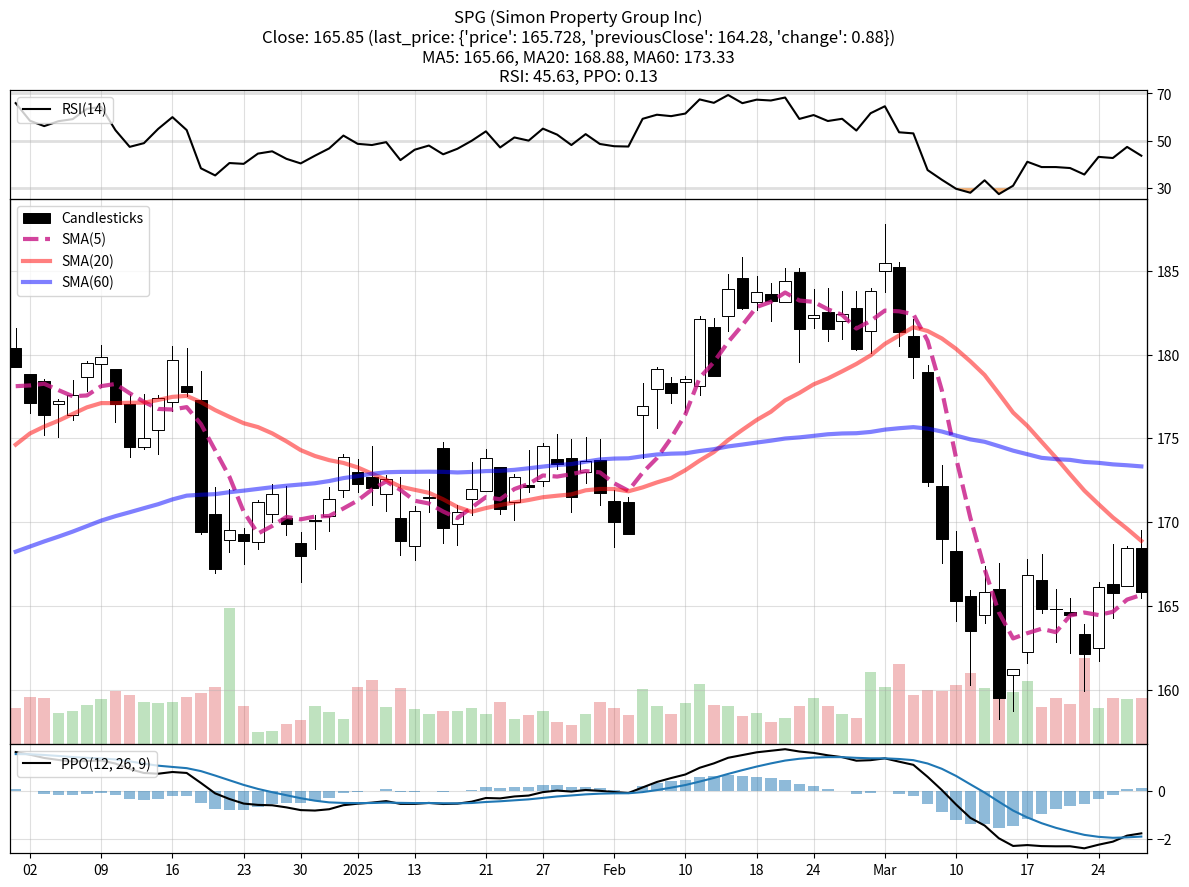 SPG (Simon Property Group Inc)
Close: 165.85 (last_price: {'price': 165.728, 'previousClose': 164.28, 'change': 0.88})
MA5: 165.66, MA20: 168.88, MA60: 173.33
RSI: 45.63, PPO: 0.13
RSI(14)
70
50
30
Candlesticks
SMA(5)
SMA(20)
SMA(60)
185
180
175
170
165
160
PPO(12, 26, 9)
0
−2
02 09 16 23 30 2025 13 21 27 Feb 10 18 24 Mar 10 17 24